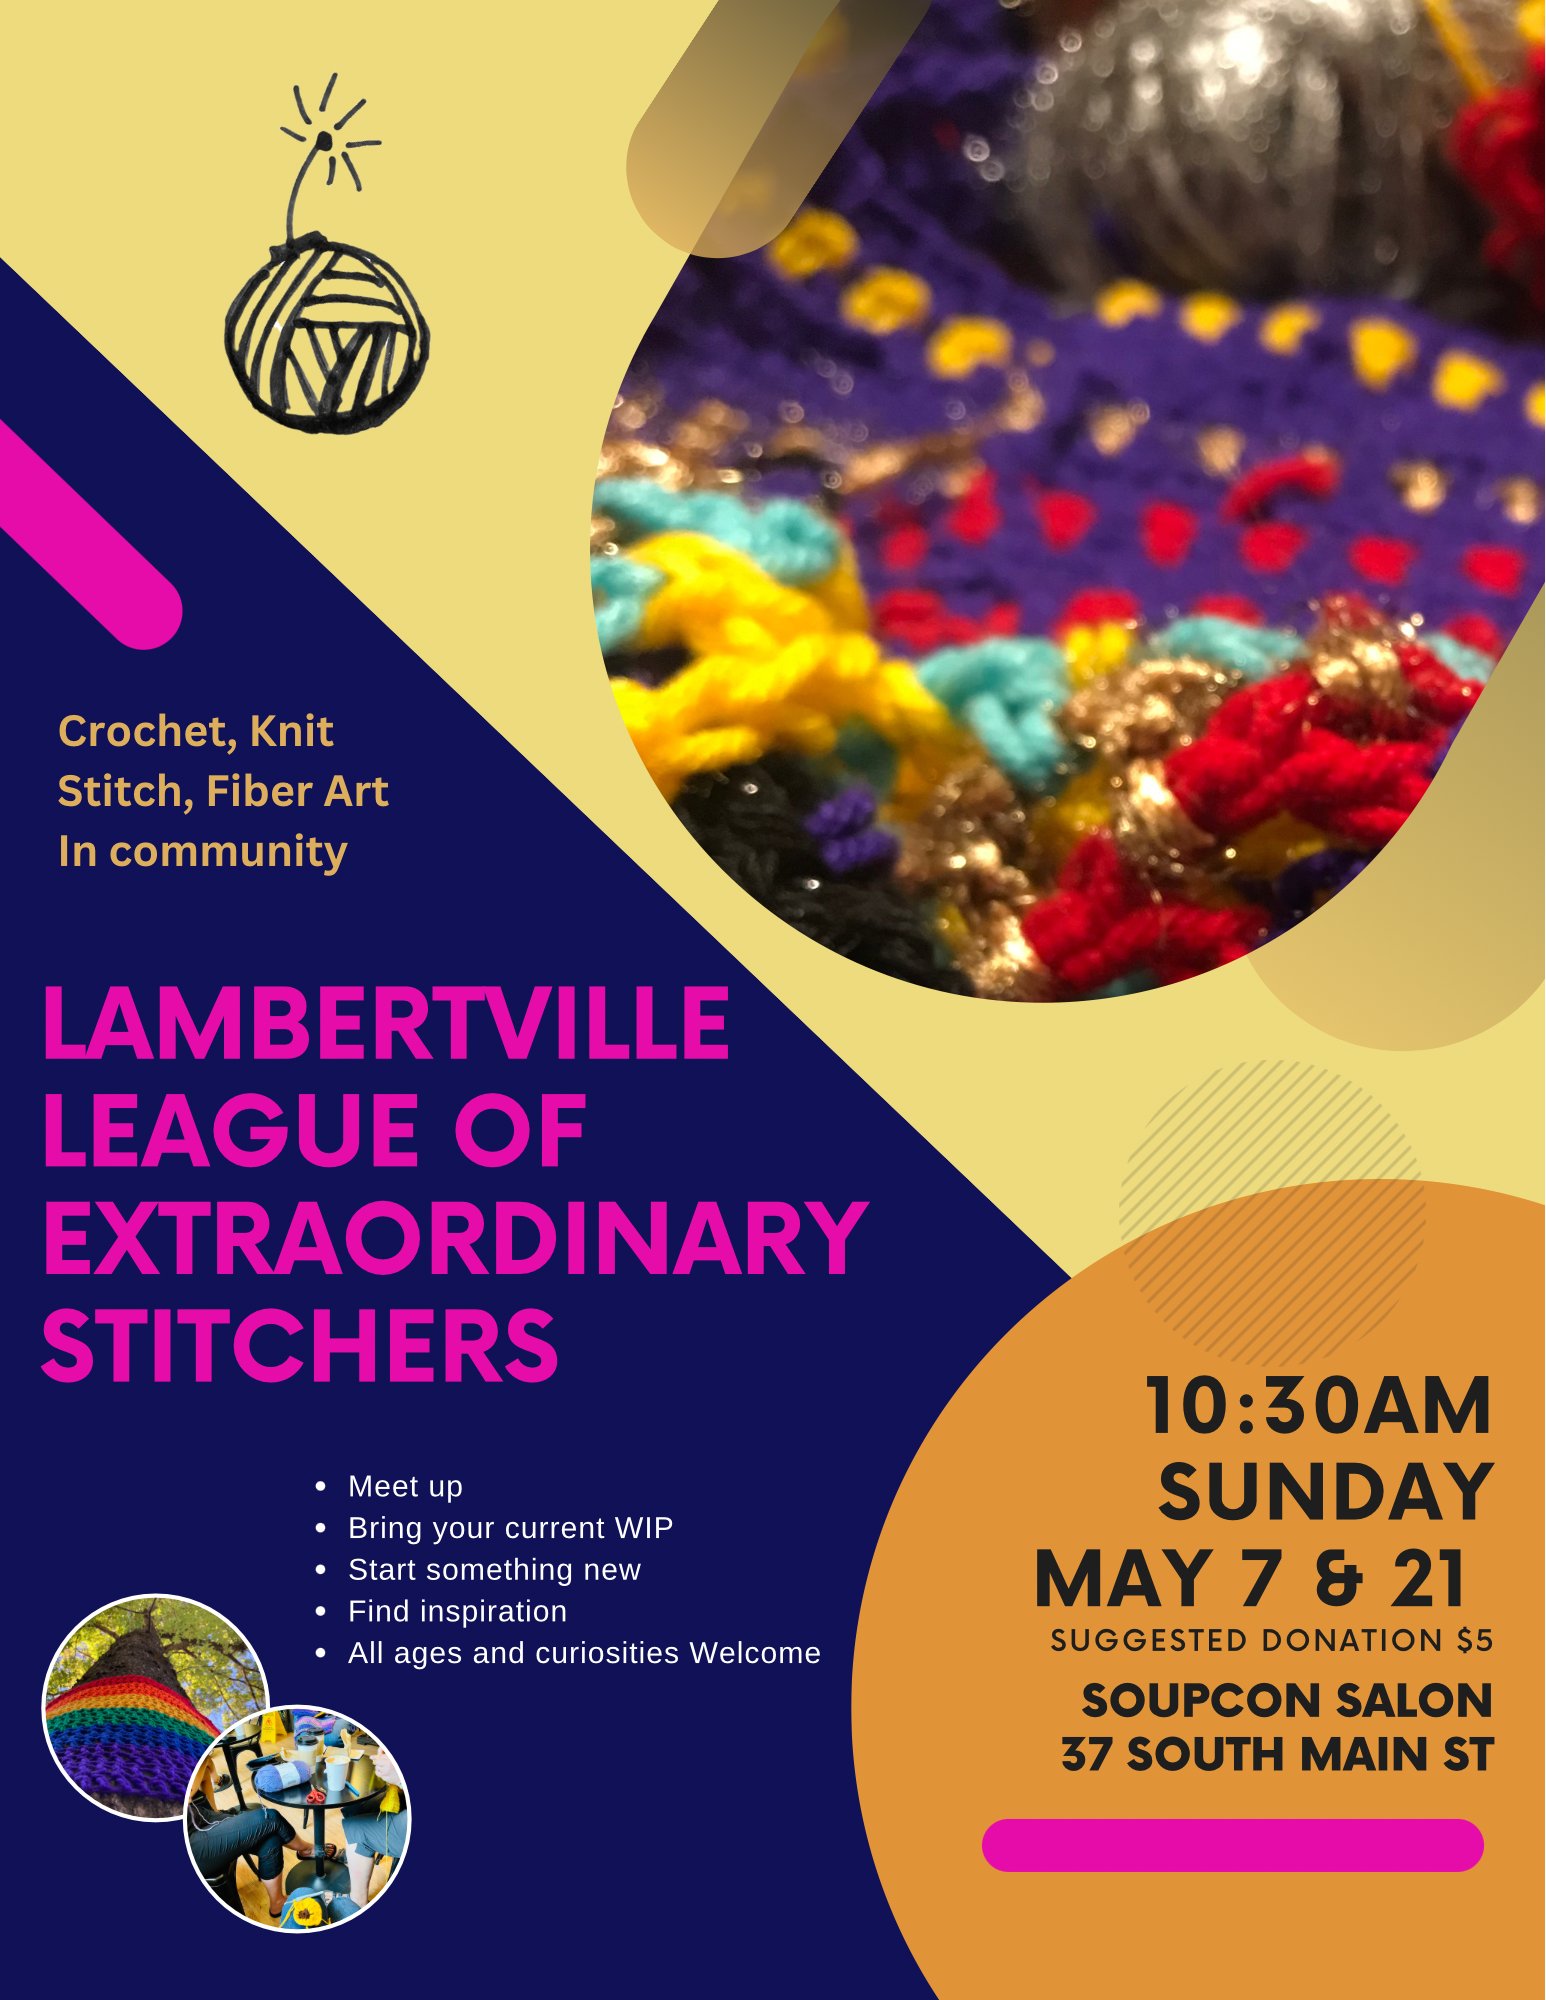 Crochet, Knit
Stitch, Fiber Art
In community
LAMBERTVILLE
LEAGUE OF
EXTRAORDINARY
STITCHERS
• Meet up
• Bring your current WIP
• Start something new
• Find inspiration
• All ages and curiosities Welcome
10:30AM
SUNDAY
MAY 7 & 21
SUGGESTED DONATION $5
SOUPCON SALON
37 SOUTH MAIN ST